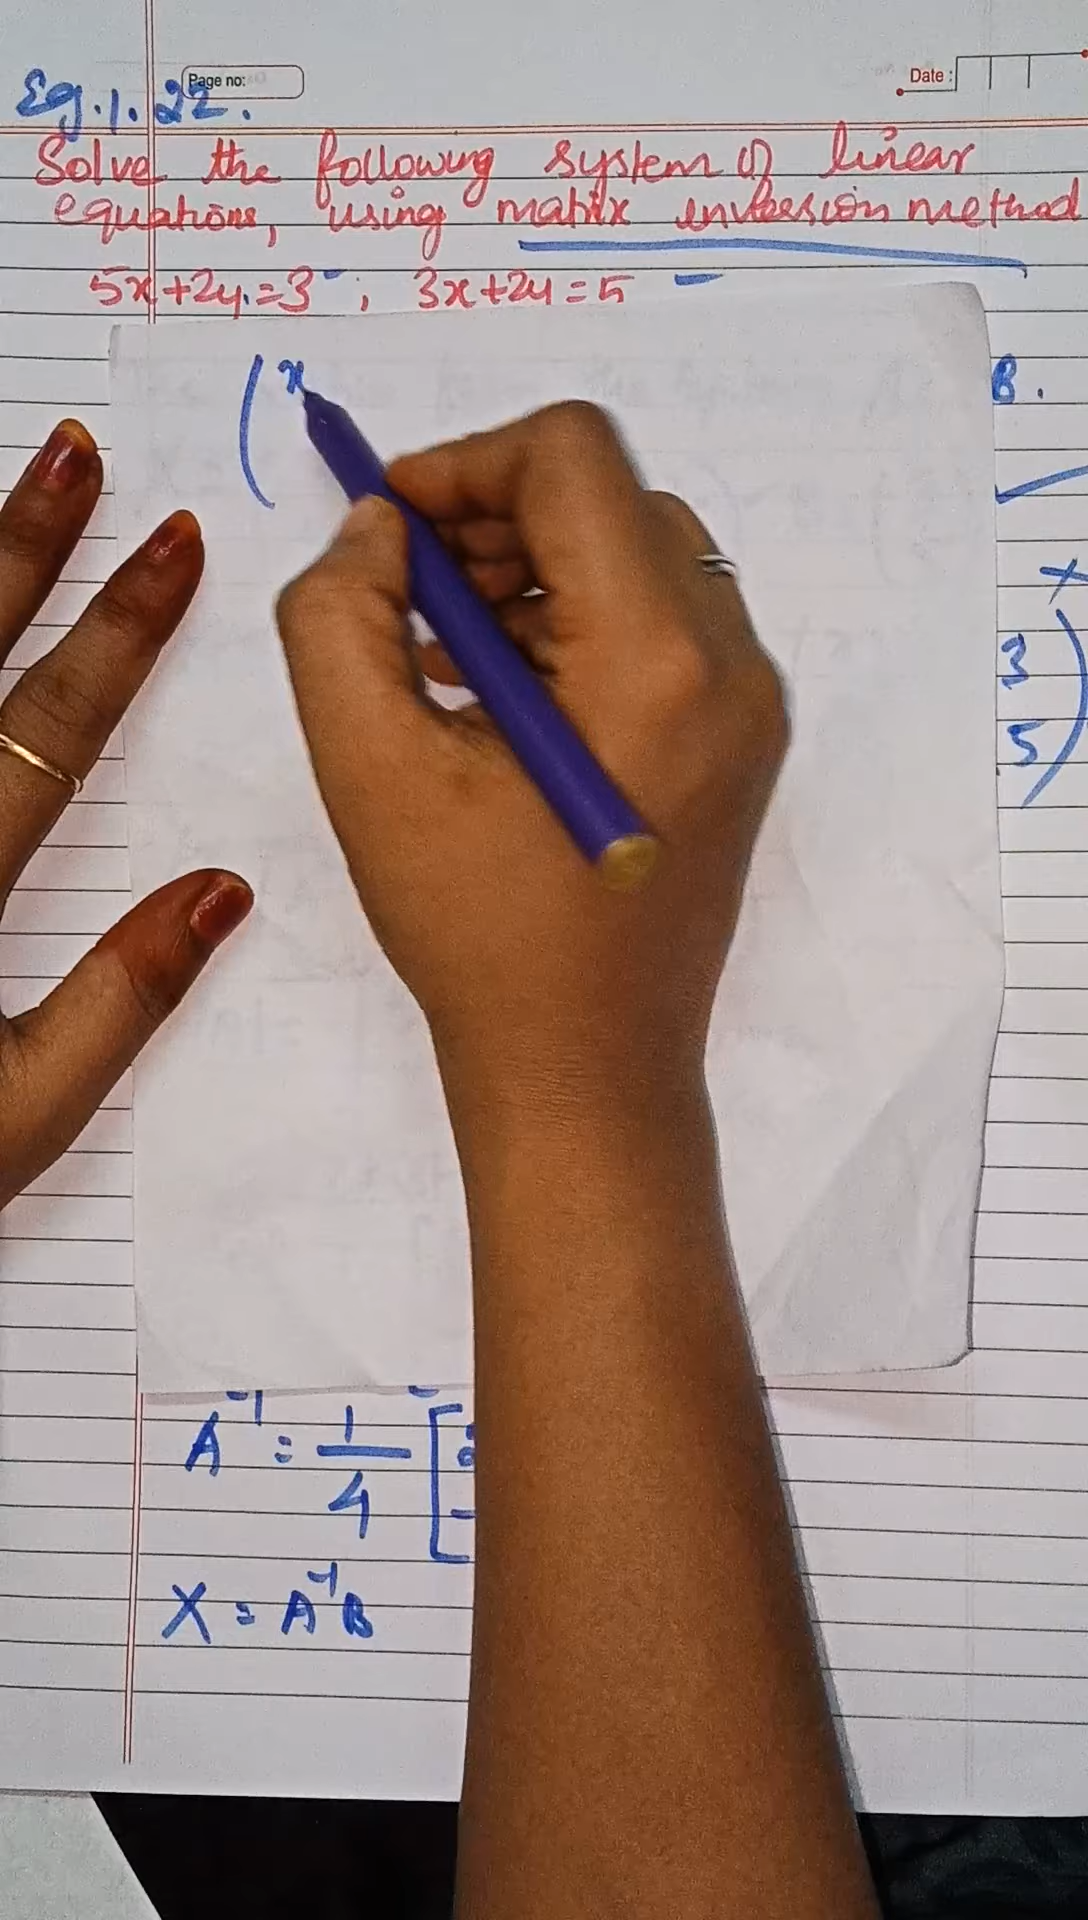 Page no:
Date :
Eg.1.22.
Solve the following system of linear
equations, using matrix inversion method
5x+2y=3 ; 3x+2y=5
(x
B.
x
3
5)
A⁻¹ = 1/4 [
X = A⁻¹B